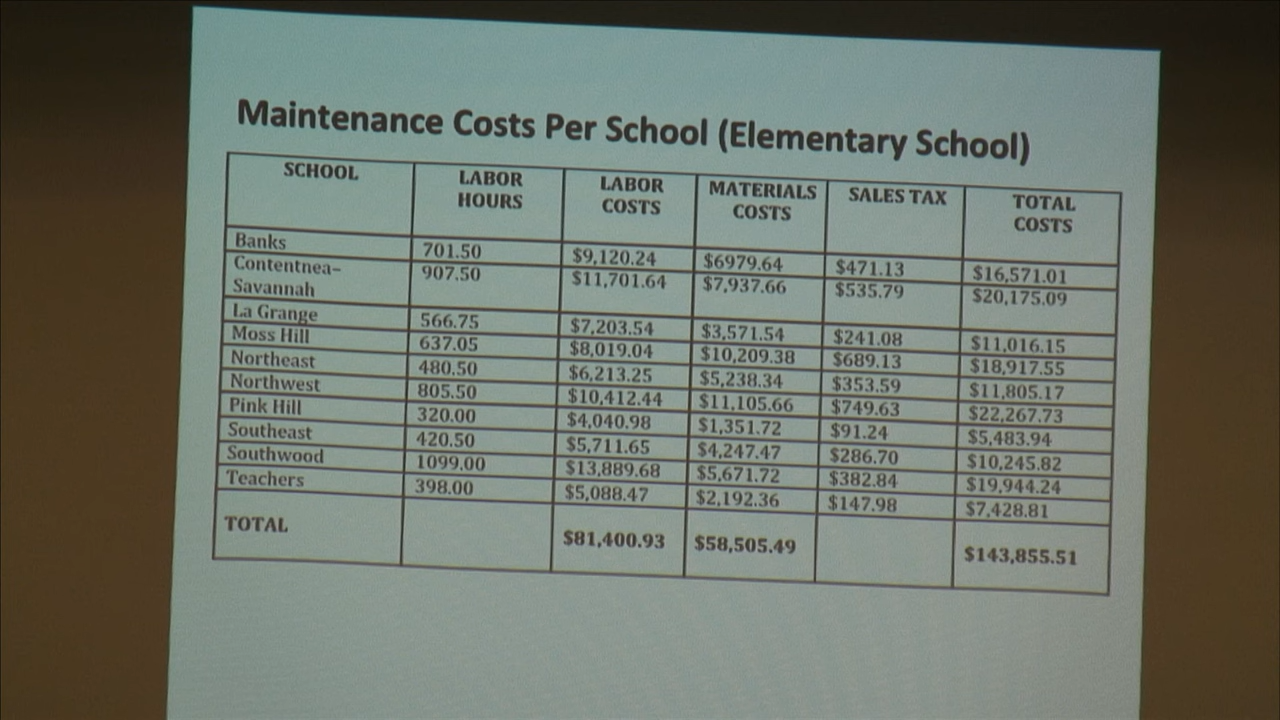 Maintenance Costs Per School (Elementary School)
SCHOOL LABOR HOURS LABOR COSTS MATERIALS COSTS SALES TAX TOTAL COSTS
Banks 701.50 $9,120.24 $6979.64 $471.13 $16,571.01
Contentnea–Savannah 907.50 $11,701.64 $7,937.66 $535.79 $20,175.09
La Grange 566.75 $7,203.54 $3,571.54 $241.08 $11,016.15
Moss Hill 637.05 $8,019.04 $10,209.38 $689.13 $18,917.55
Northeast 480.50 $6,213.25 $5,238.34 $353.59 $11,805.17
Northwest 805.50 $10,412.44 $11,105.66 $749.63 $22,267.73
Pink Hill 320.00 $4,040.98 $1,351.72 $91.24 $5,483.94
Southeast 420.50 $5,711.65 $4,247.47 $286.70 $10,245.82
Southwood 1099.00 $13,889.68 $5,671.72 $382.84 $19,944.24
Teachers 398.00 $5,088.47 $2,192.36 $147.98 $7,428.81
TOTAL $81,400.93 $58,505.49 $143,855.51